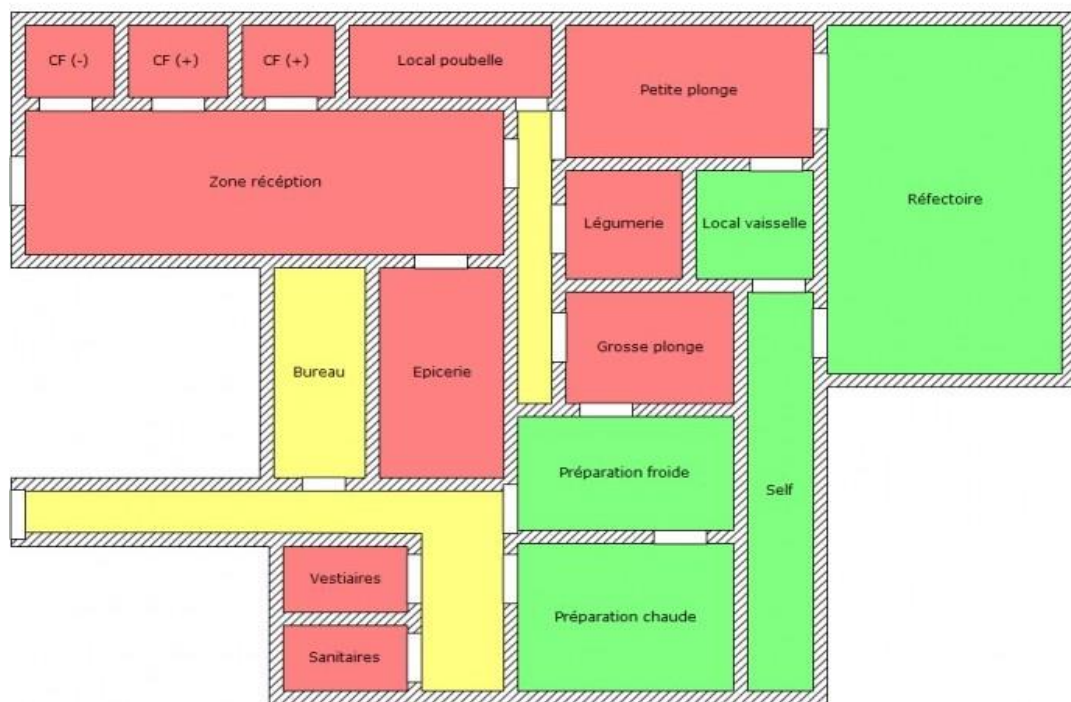 CF (-)
CF (+)
CF (+)
Local poubelle
Petite plonge
Zone récéption
Réfectoire
Légumerie
Local vaisselle
Grosse plonge
Bureau
Epicerie
Préparation froide
Self
Vestiaires
Préparation chaude
Sanitaires